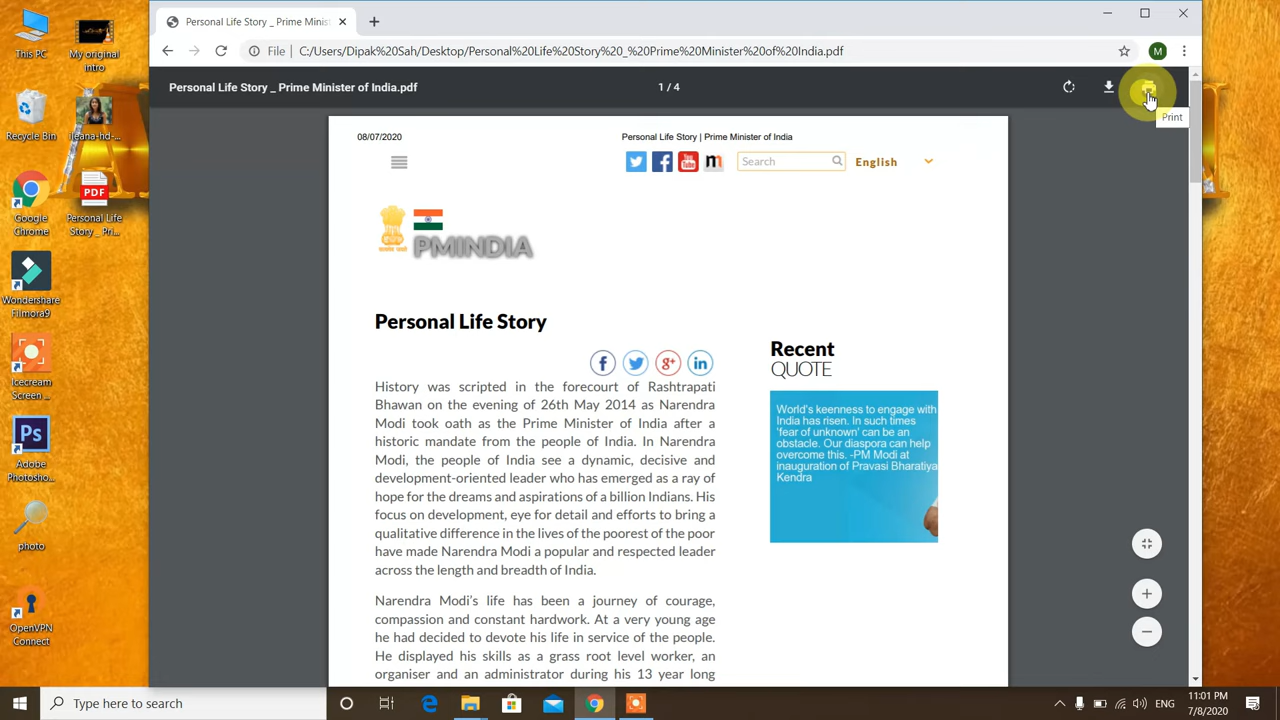 This PC
My original
intro
Recycle Bin
ileana-hd-...
Google
Chrome
PDF
Personal Life
Story _ Pri...
Wondershare
Filmora9
Icecream
Screen ...
Ps
Adobe
Photosho...
photo
OpenVPN
Connect
Personal Life Story _ Prime Minist
File
C:/Users/Dipak%20Sah/Desktop/Personal%20Life%20Story%20_%20Prime%20Minister%20of%20India.pdf
M
Personal Life Story _ Prime Minister of India.pdf
1 / 4
Print
08/07/2020
Personal Life Story | Prime Minister of India
You
Tube
m
Search
English
PMINDIA
Personal Life Story
Recent
QUOTE
World's keenness to engage with
India has risen. In such times
'fear of unknown' can be an
obstacle. Our diaspora can help
overcome this. -PM Modi at
inauguration of Pravasi Bharatiya
Kendra
History was scripted in the forecourt of Rashtrapati
Bhawan on the evening of 26th May 2014 as Narendra
Modi took oath as the Prime Minister of India after a
historic mandate from the people of India. In Narendra
Modi, the people of India see a dynamic, decisive and
development-oriented leader who has emerged as a ray of
hope for the dreams and aspirations of a billion Indians. His
focus on development, eye for detail and efforts to bring a
qualitative difference in the lives of the poorest of the poor
have made Narendra Modi a popular and respected leader
across the length and breadth of India.
Narendra Modi's life has been a journey of courage,
compassion and constant hardwork. At a very young age
he had decided to devote his life in service of the people.
He displayed his skills as a grass root level worker, an
organiser and an administrator during his 13 year long
Type here to search
ENG
11:01 PM
7/8/2020